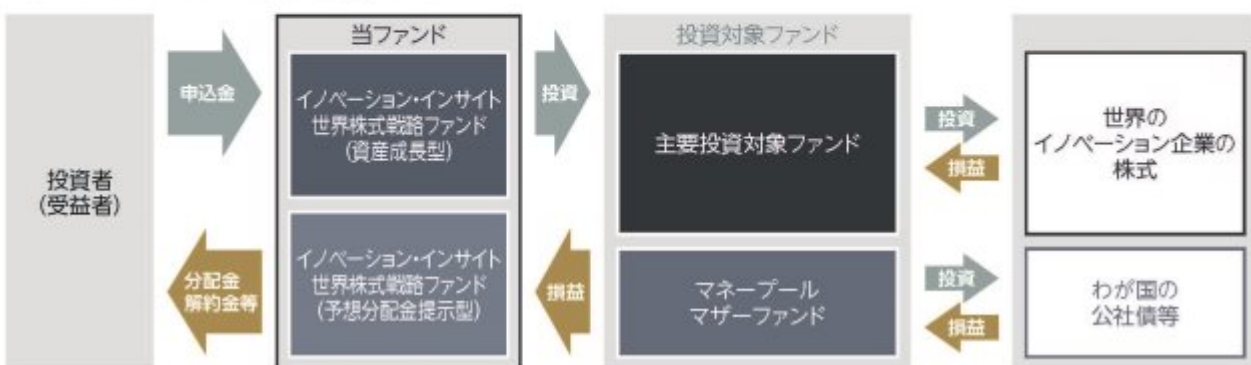 投資者
(受益者)
申込金
分配金
解約金等
当ファンド
イノベーション・インサイト
世界株式戦略ファンド
(資産成長型)
イノベーション・インサイト
世界株式戦略ファンド
(予想分配金提示型)
投資
損益
投資対象ファンド
主要投資対象ファンド
マネープール
マザーファンド
投資
損益
投資
損益
世界の
イノベーション企業の
株式
わが国の
公社債等